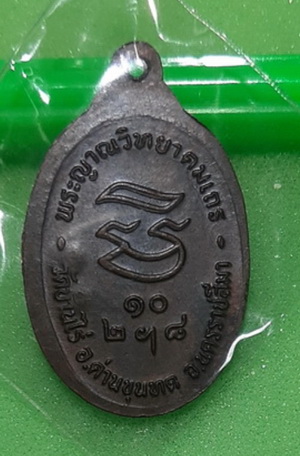 พระญาณวิทยาคมเถร
๑๐
๒ ๆ ๘
วัดบ้านไร่ อ.ด่านขุนทด จ.นครราชสีมา